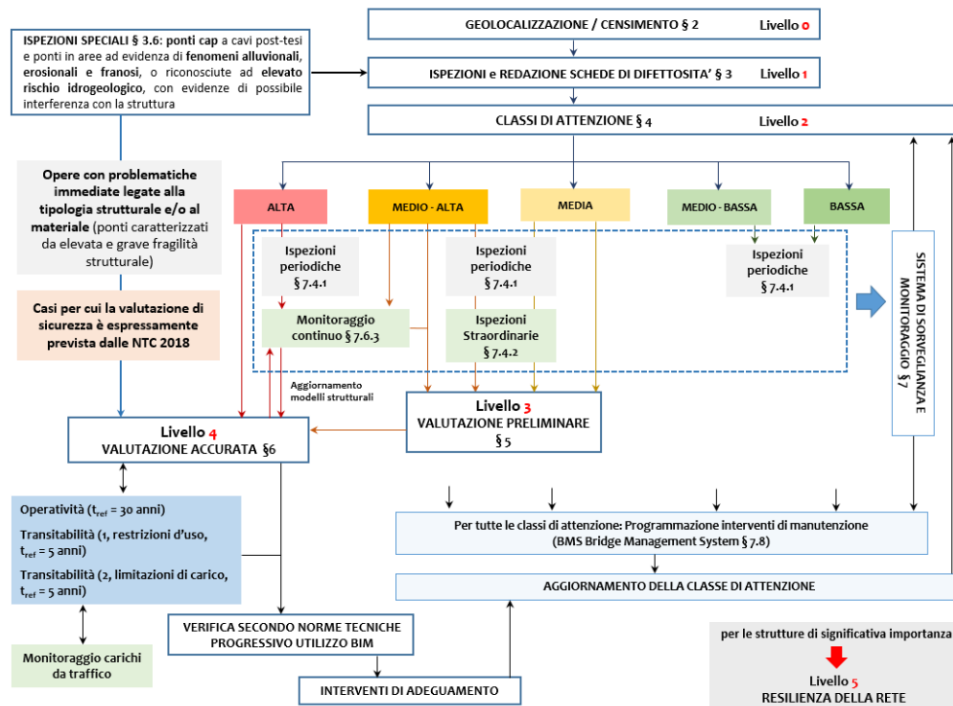 GEOLOCALIZZAZIONE / CENSIMENTO § 2 Livello 0
ISPEZIONI SPECIALI § 3.6: ponti cap a cavi post-tesi
e ponti in aree ad evidenza di fenomeni alluvionali,
erosionali e franosi, o riconosciute ad elevato
rischio idrogeologico, con evidenze di possibile
interferenza con la struttura
ISPEZIONI e REDAZIONE SCHEDE DI DIFETTOSITA' § 3 Livello 1
CLASSI DI ATTENZIONE § 4 Livello 2
Opere con problematiche
immediate legate alla
tipologia strutturale e/o al
materiale (ponti caratterizzati
da elevata e grave fragilità
strutturale)
Casi per cui la valutazione di
sicurezza è espressamente
prevista dalle NTC 2018
ALTA
MEDIO - ALTA
MEDIA
MEDIO - BASSA
BASSA
Ispezioni
periodiche
§ 7.4.1
Ispezioni
periodiche
§ 7.4.1
Ispezioni
periodiche
§ 7.4.1
Monitoraggio
continuo § 7.6.3
Ispezioni
Straordinarie
§ 7.4.2
SISTEMA DI SORVEGLIANZA E
MONITORAGGIO § 7
Aggiornamento
modelli strutturali
Livello 3
VALUTAZIONE PRELIMINARE
§ 5
Livello 4
VALUTAZIONE ACCURATA §6
Operatività (tref = 30 anni)
Transitabilità (1, restrizioni d'uso,
tref = 5 anni)
Transitabilità (2, limitazioni di carico,
tref = 5 anni)
Per tutte le classi di attenzione: Programmazione interventi di manutenzione
(BMS Bridge Management System § 7.8)
AGGIORNAMENTO DELLA CLASSE DI ATTENZIONE
VERIFICA SECONDO NORME TECNICHE
PROGRESSIVO UTILIZZO BIM
Monitoraggio carichi
da traffico
INTERVENTI DI ADEGUAMENTO
per le strutture di significativa importanza
Livello 5
RESILIENZA DELLA RETE